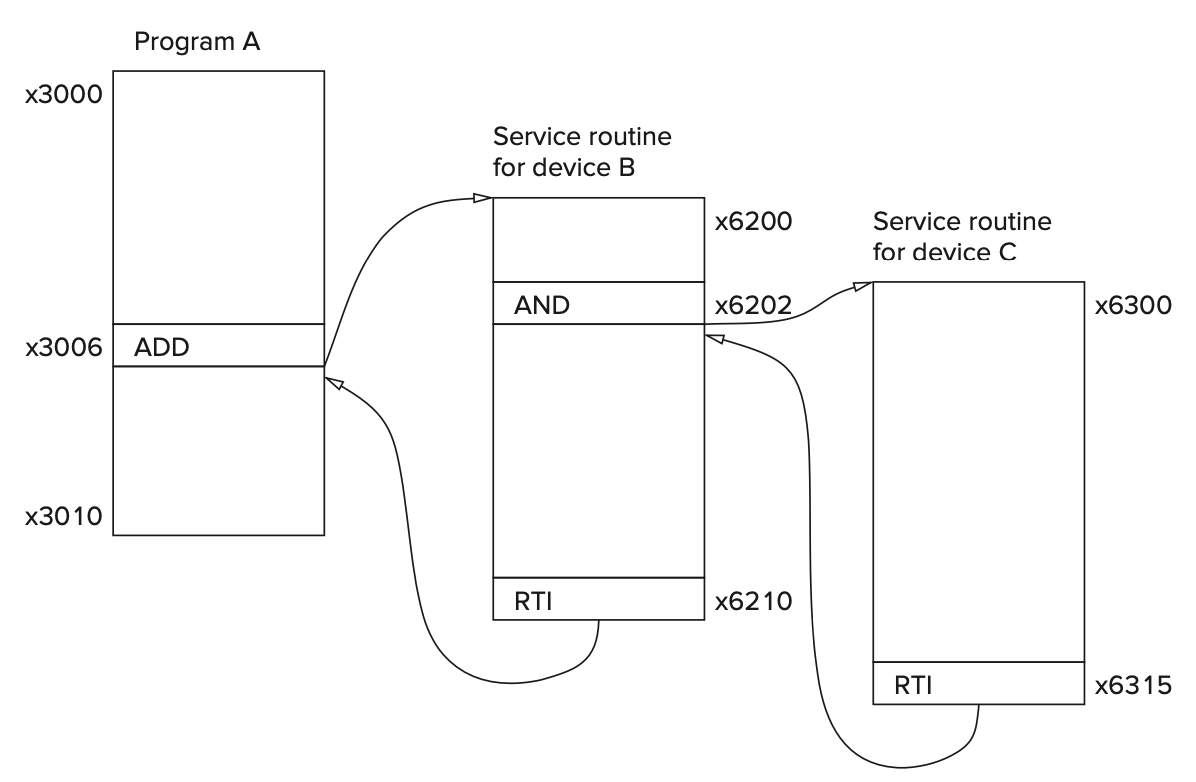 Program A
x3000
x3006
ADD
x3010
Service routine
for device B
x6200
AND
x6202
RTI
x6210
Service routine
for device C
x6300
RTI
x6315